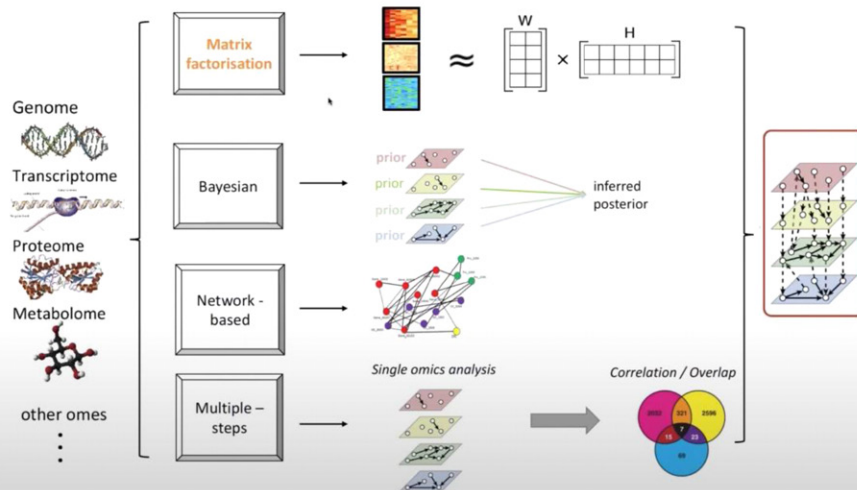 Genome
Transcriptome
Proteome
Metabolome
other omes
Matrix
factorisation
≈
W
×
H
Bayesian
prior
prior
prior
prior
inferred
posterior
Network -
based
Multiple –
steps
Single omics analysis
Correlation / Overlap
321
2596
7
15
23
69